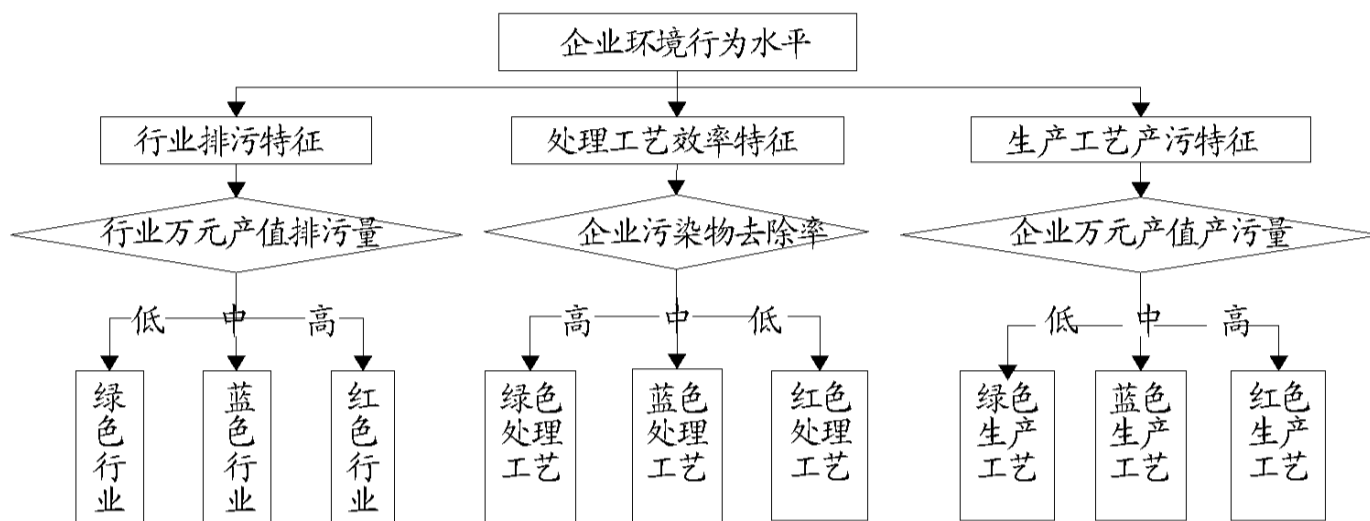 企业环境行为水平
行业排污特征
处理工艺效率特征
生产工艺产污特征
行业万元产值排污量
企业污染物去除率
企业万元产值产污量
低
中
高
高
中
低
低
中
高
绿
色
行
业
蓝
色
行
业
红
色
行
业
绿色
处理
工艺
蓝色
处理
工艺
红色
处理
工艺
绿色
生产
工艺
蓝色
生产
工艺
红色
生产
工艺